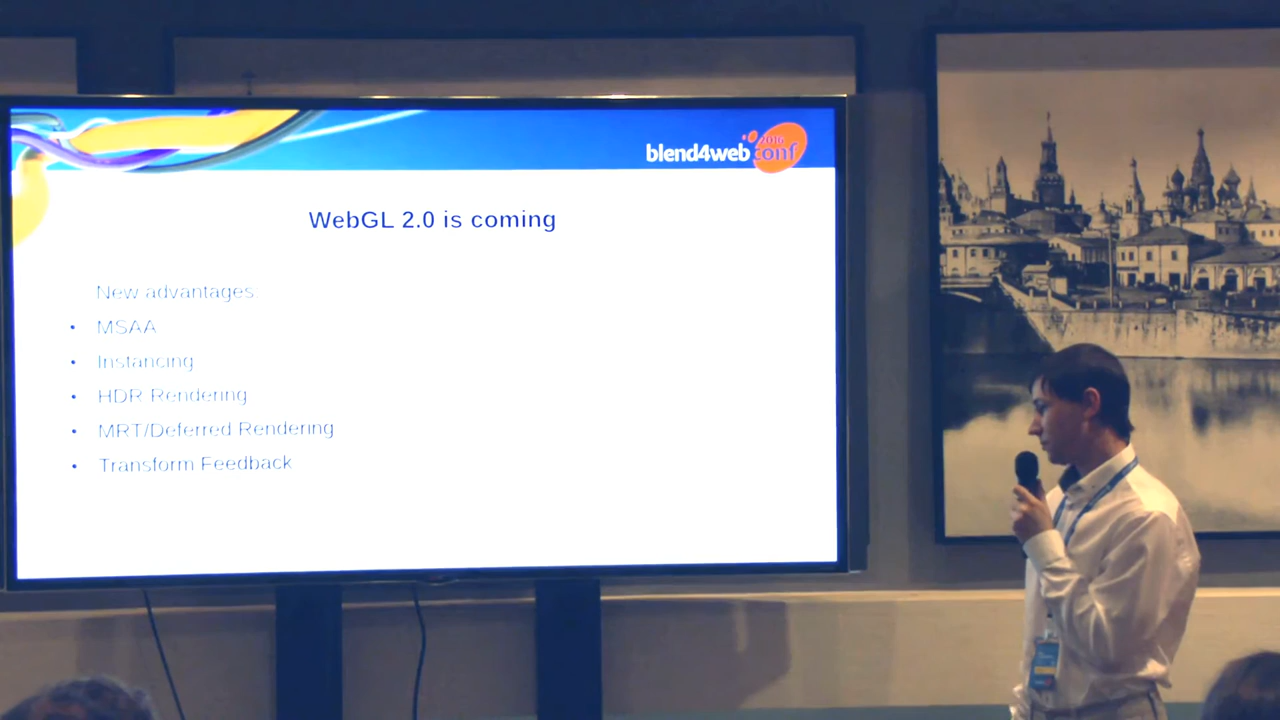 blend4web conf 2016
WebGL 2.0 is coming
New advantages:
• MSAA
• Instancing
• HDR Rendering
• MRT/Deferred Rendering
• Transform Feedback